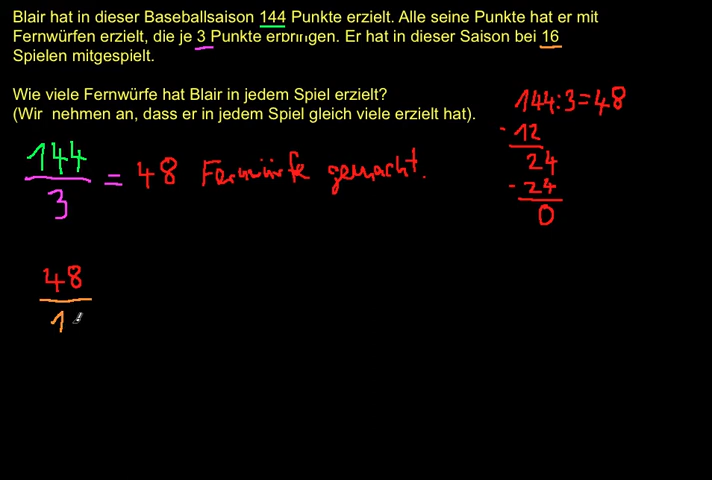 Blair hat in dieser Baseballsaison 144 Punkte erzielt. Alle seine Punkte hat er mit
Fernwürfen erzielt, die je 3 Punkte erbringen. Er hat in dieser Saison bei 16
Spielen mitgespielt.
Wie viele Fernwürfe hat Blair in jedem Spiel erzielt?
(Wir nehmen an, dass er in jedem Spiel gleich viele erzielt hat).
144:3=48
-12
24
-24
0
144
3
= 48 Fernwürfe gemacht.
48
1